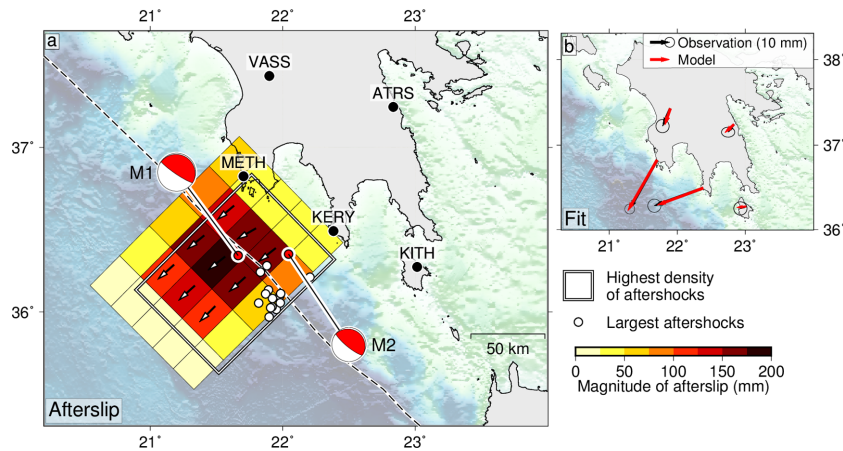 21˚ 22˚ 23˚
a
VASS
ATRS
37˚
METH
M1
KERY
KITH
36˚
M2
50 km
Afterslip
21˚ 22˚ 23˚
b
Observation (10 mm)
Model
38˚
37˚
36˚
Fit
21˚ 22˚ 23˚
Highest density
of aftershocks
Largest aftershocks
0 50 100 150 200
Magnitude of afterslip (mm)